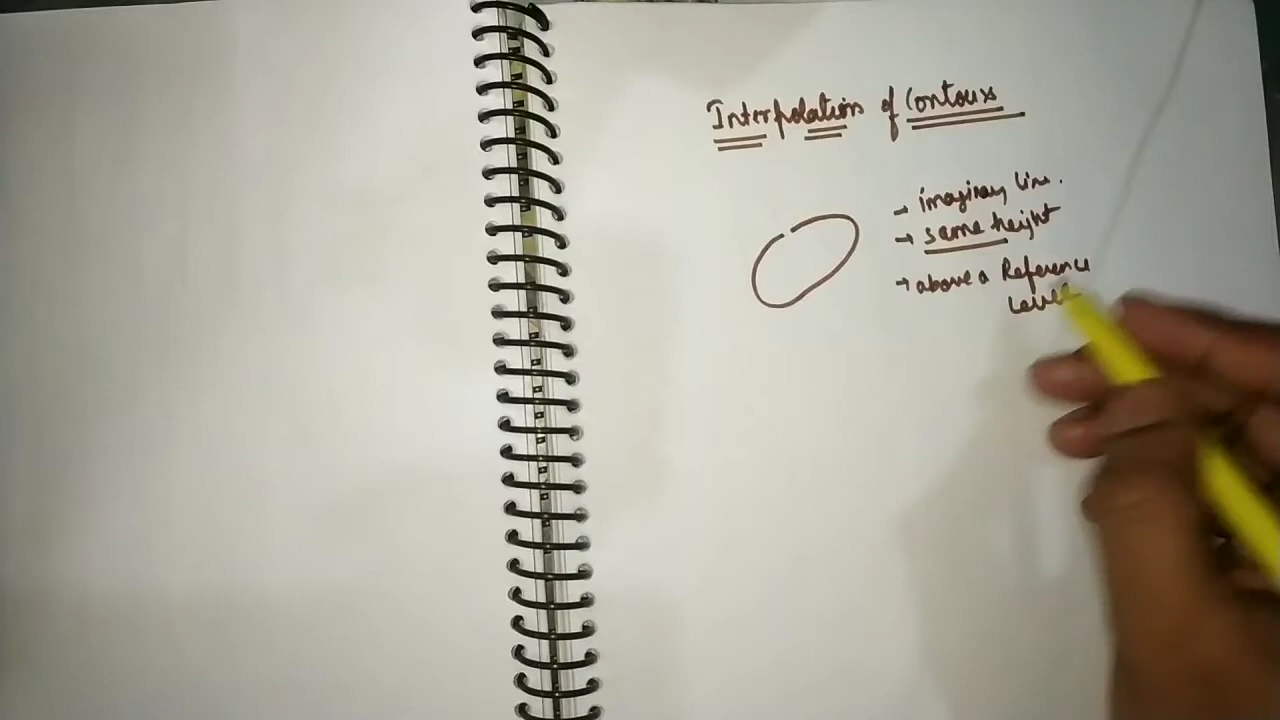 Interpolation of Contours
→ imaginary line.
→ same height
→ above a Reference
Level